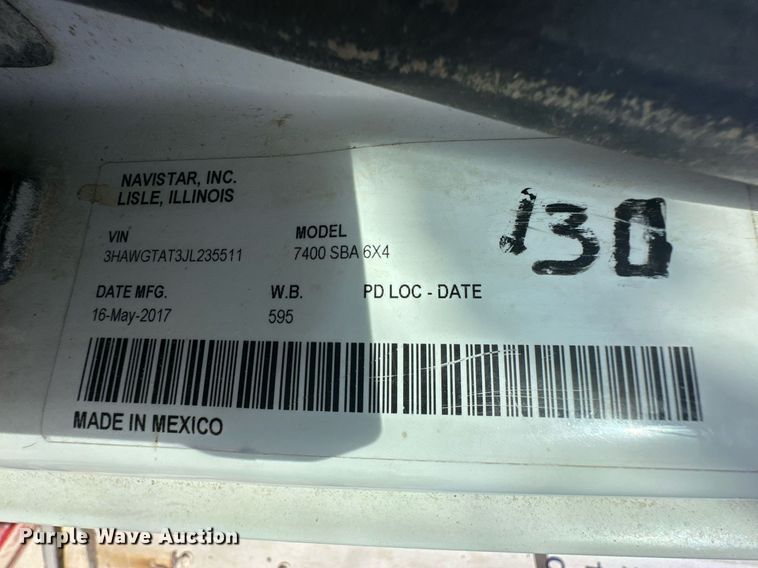 NAVISTAR, INC.
LISLE, ILLINOIS
130
VIN MODEL
3HAWGTAT3JL235511 7400 SBA 6X4
DATE MFG. W.B. PD LOC - DATE
16-May-2017 595
MADE IN MEXICO
Purple Wave Auction